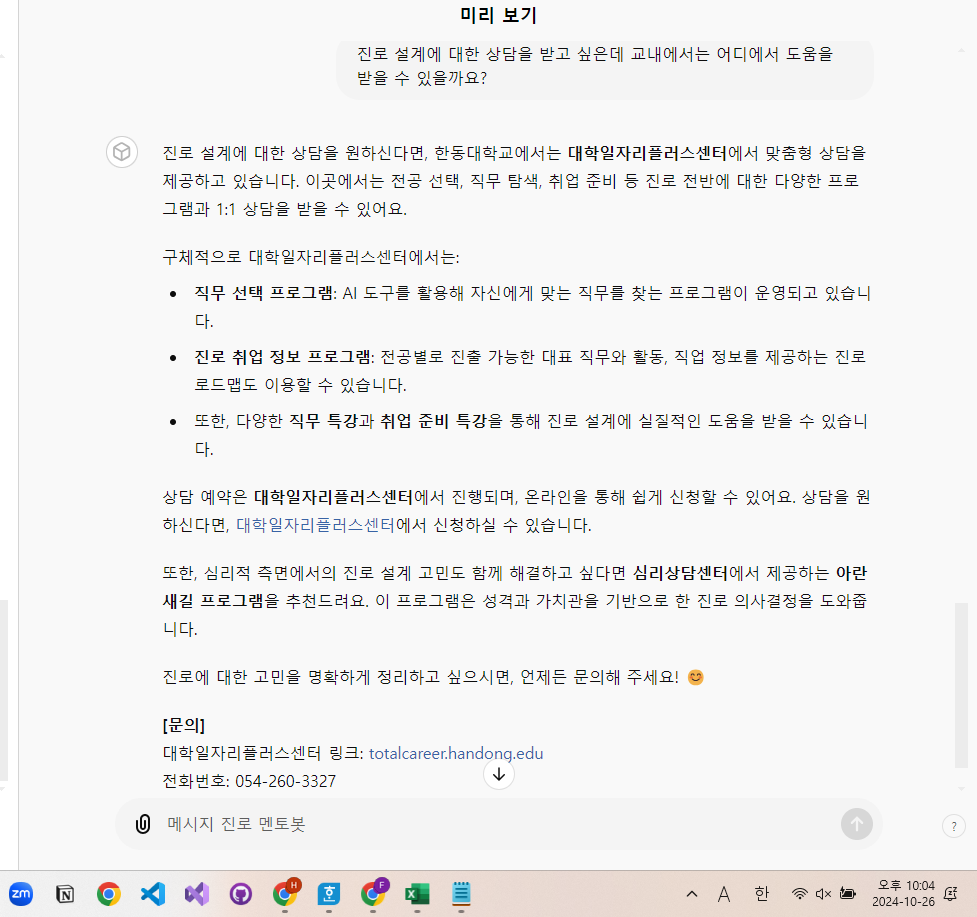 미리 보기
진로 설계에 대한 상담을 받고 싶은데 교내에서는 어디에서 도움을
받을 수 있을까요?
진로 설계에 대한 상담을 원하신다면, 한동대학교에서는 대학일자리플러스센터에서 맞춤형 상담을
제공하고 있습니다. 이곳에서는 전공 선택, 직무 탐색, 취업 준비 등 진로 전반에 대한 다양한 프로
그램과 1:1 상담을 받을 수 있어요.
구체적으로 대학일자리플러스센터에서는:
• 직무 선택 프로그램: AI 도구를 활용해 자신에게 맞는 직무를 찾는 프로그램이 운영되고 있습니
다.
• 진로 취업 정보 프로그램: 전공별로 진출 가능한 대표 직무와 활동, 직업 정보를 제공하는 진로
로드맵도 이용할 수 있습니다.
• 또한, 다양한 직무 특강과 취업 준비 특강을 통해 진로 설계에 실질적인 도움을 받을 수 있습니
다.
상담 예약은 대학일자리플러스센터에서 진행되며, 온라인을 통해 쉽게 신청할 수 있어요. 상담을 원
하신다면, 대학일자리플러스센터에서 신청하실 수 있습니다.
또한, 심리적 측면에서의 진로 설계 고민도 함께 해결하고 싶다면 심리상담센터에서 제공하는 아란
새길 프로그램을 추천드려요. 이 프로그램은 성격과 가치관을 기반으로 한 진로 의사결정을 도와줍
니다.
진로에 대한 고민을 명확하게 정리하고 싶으시면, 언제든 문의해 주세요! 😊
[문의]
대학일자리플러스센터 링크: totalcareer.handong.edu
전화번호: 054-260-3327
메시지 진로 멘토봇
?
zm
N
H
호
F
X
A
한
오후 10:04
2024-10-26